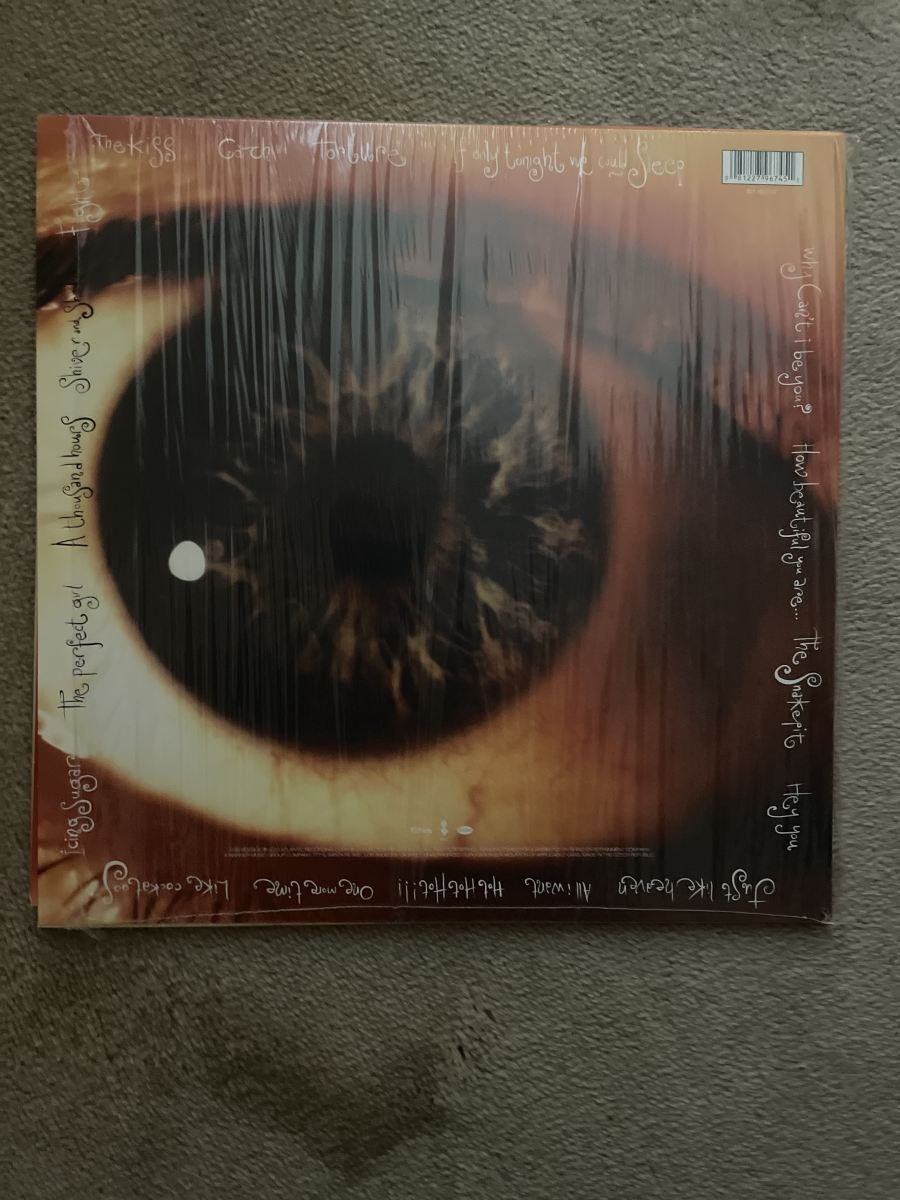 The Kiss Catch Torture If only tonight we could Sleep
Why Can't i be you? How beautiful you are... The Snakepit Hey you
Just like heaven All i want Hot Hot Hot!!! One more time Like cockatoos
Icing Sugar The perfect girl A thousand hours Shiver and Shake Fight